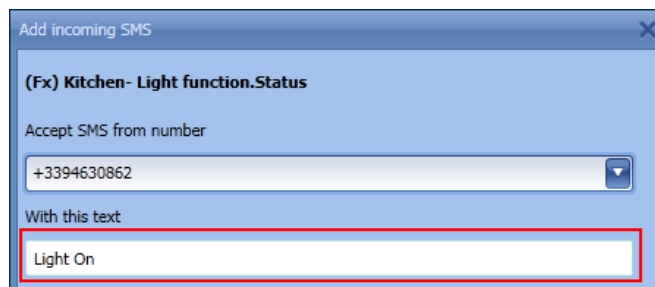 Add incoming SMS
(Fx) Kitchen- Light function.Status
Accept SMS from number
+3394630862
With this text
Light On